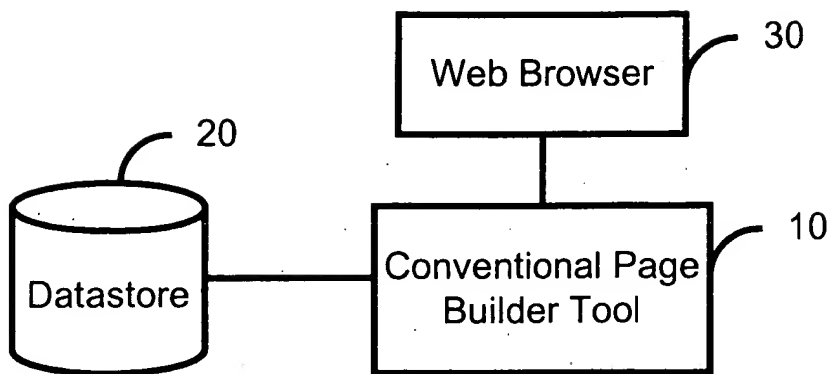 30
Web Browser
20
10
Datastore
Conventional Page
Builder Tool